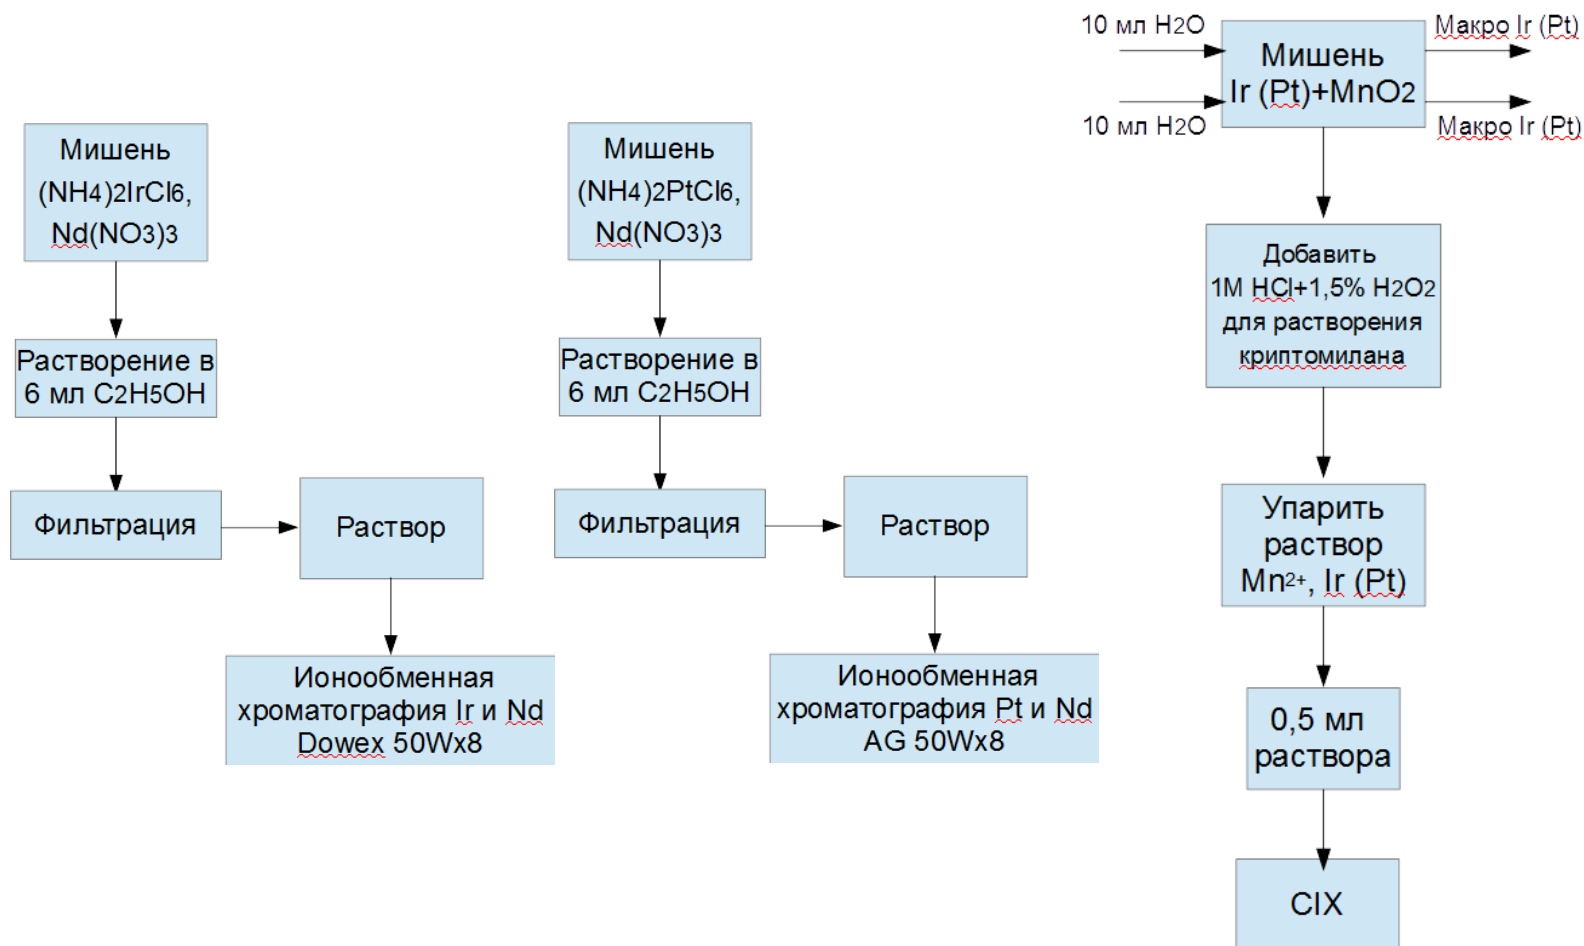 Мишень
(NH4)2IrCl6,
Nd(NO3)3
Растворение в
6 мл C2H5OH
Фильтрация
Раствор
Ионообменная
хроматография Ir и Nd
Dowex 50Wx8
Мишень
(NH4)2PtCl6,
Nd(NO3)3
Растворение в
6 мл C2H5OH
Фильтрация
Раствор
Ионообменная
хроматография Pt и Nd
AG 50Wx8
10 мл H2O
Макро Ir (Pt)
Мишень
Ir (Pt)+MnO2
10 мл H2O
Макро Ir (Pt)
Добавить
1М HCl+1,5% H2O2
для растворения
криптомилана
Упарить
раствор
Mn2+, Ir (Pt)
0,5 мл
раствора
CIX